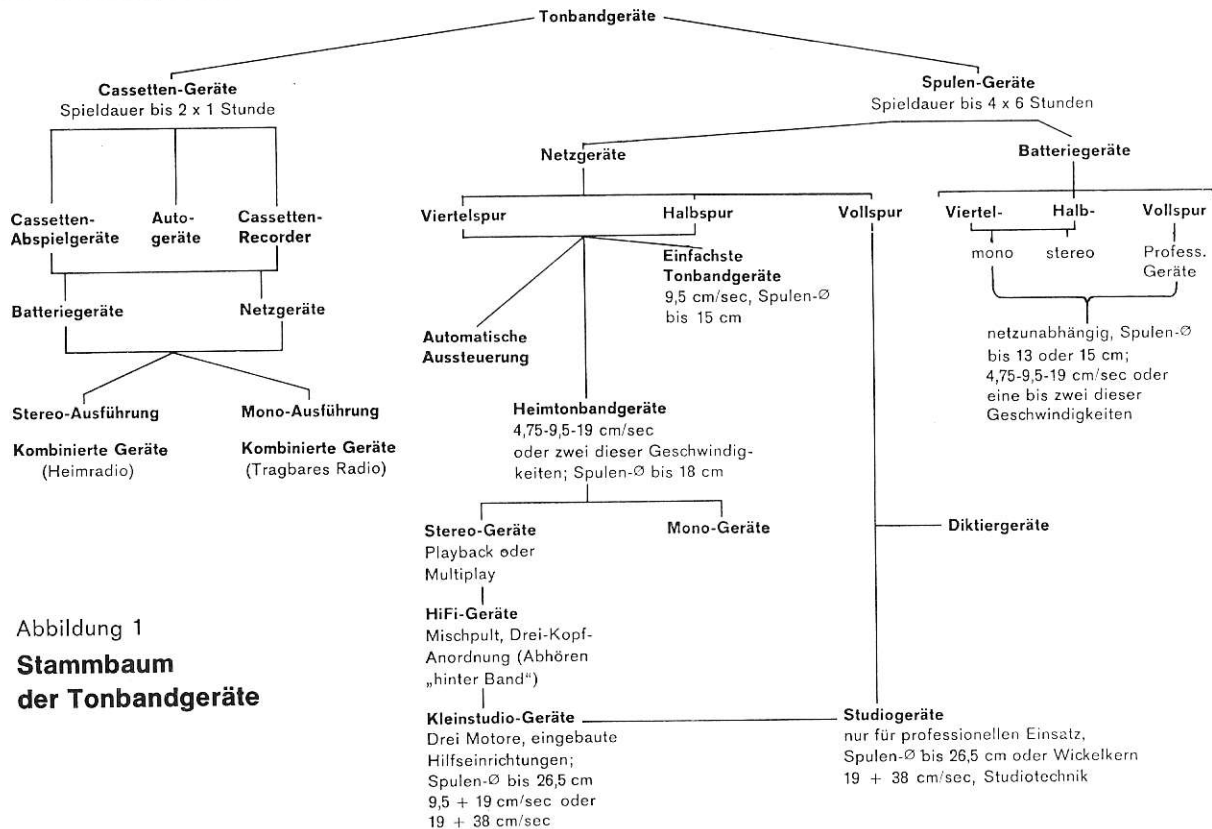 Tonbandgeräte
Cassetten-Geräte
Spieldauer bis 2 x 1 Stunde
Spulen-Geräte
Spieldauer bis 4 x 6 Stunden
Netzgeräte
Batteriegeräte
Cassetten-
Abspielgeräte
Auto-
geräte
Cassetten-
Recorder
Viertelspur
Halbspur
Vollspur
Viertel-
Halb-
Vollspur
mono
stereo
Profess.
Geräte
Batteriegeräte
Netzgeräte
Einfachste
Tonbandgeräte
9,5 cm/sec, Spulen-Ø
bis 15 cm
Automatische
Aussteuerung
netzunabhängig, Spulen-Ø
bis 13 oder 15 cm;
4,75-9,5-19 cm/sec oder
eine bis zwei dieser
Geschwindigkeiten
Stereo-Ausführung
Mono-Ausführung
Kombinierte Geräte
(Heimradio)
Kombinierte Geräte
(Tragbares Radio)
Heimtonbandgeräte
4,75-9,5-19 cm/sec
oder zwei dieser Geschwindig-
keiten; Spulen-Ø bis 18 cm
Stereo-Geräte
Playback oder
Multiplay
Mono-Geräte
Diktiergeräte
HiFi-Geräte
Mischpult, Drei-Kopf-
Anordnung (Abhören
„hinter Band“)
Abbildung 1
Stammbaum
der Tonbandgeräte
Kleinstudio-Geräte
Drei Motore, eingebaute
Hilfseinrichtungen;
Spulen-Ø bis 26,5 cm
9,5 + 19 cm/sec oder
19 + 38 cm/sec
Studiogeräte
nur für professionellen Einsatz,
Spulen-Ø bis 26,5 cm oder Wickelkern
19 + 38 cm/sec, Studiotechnik